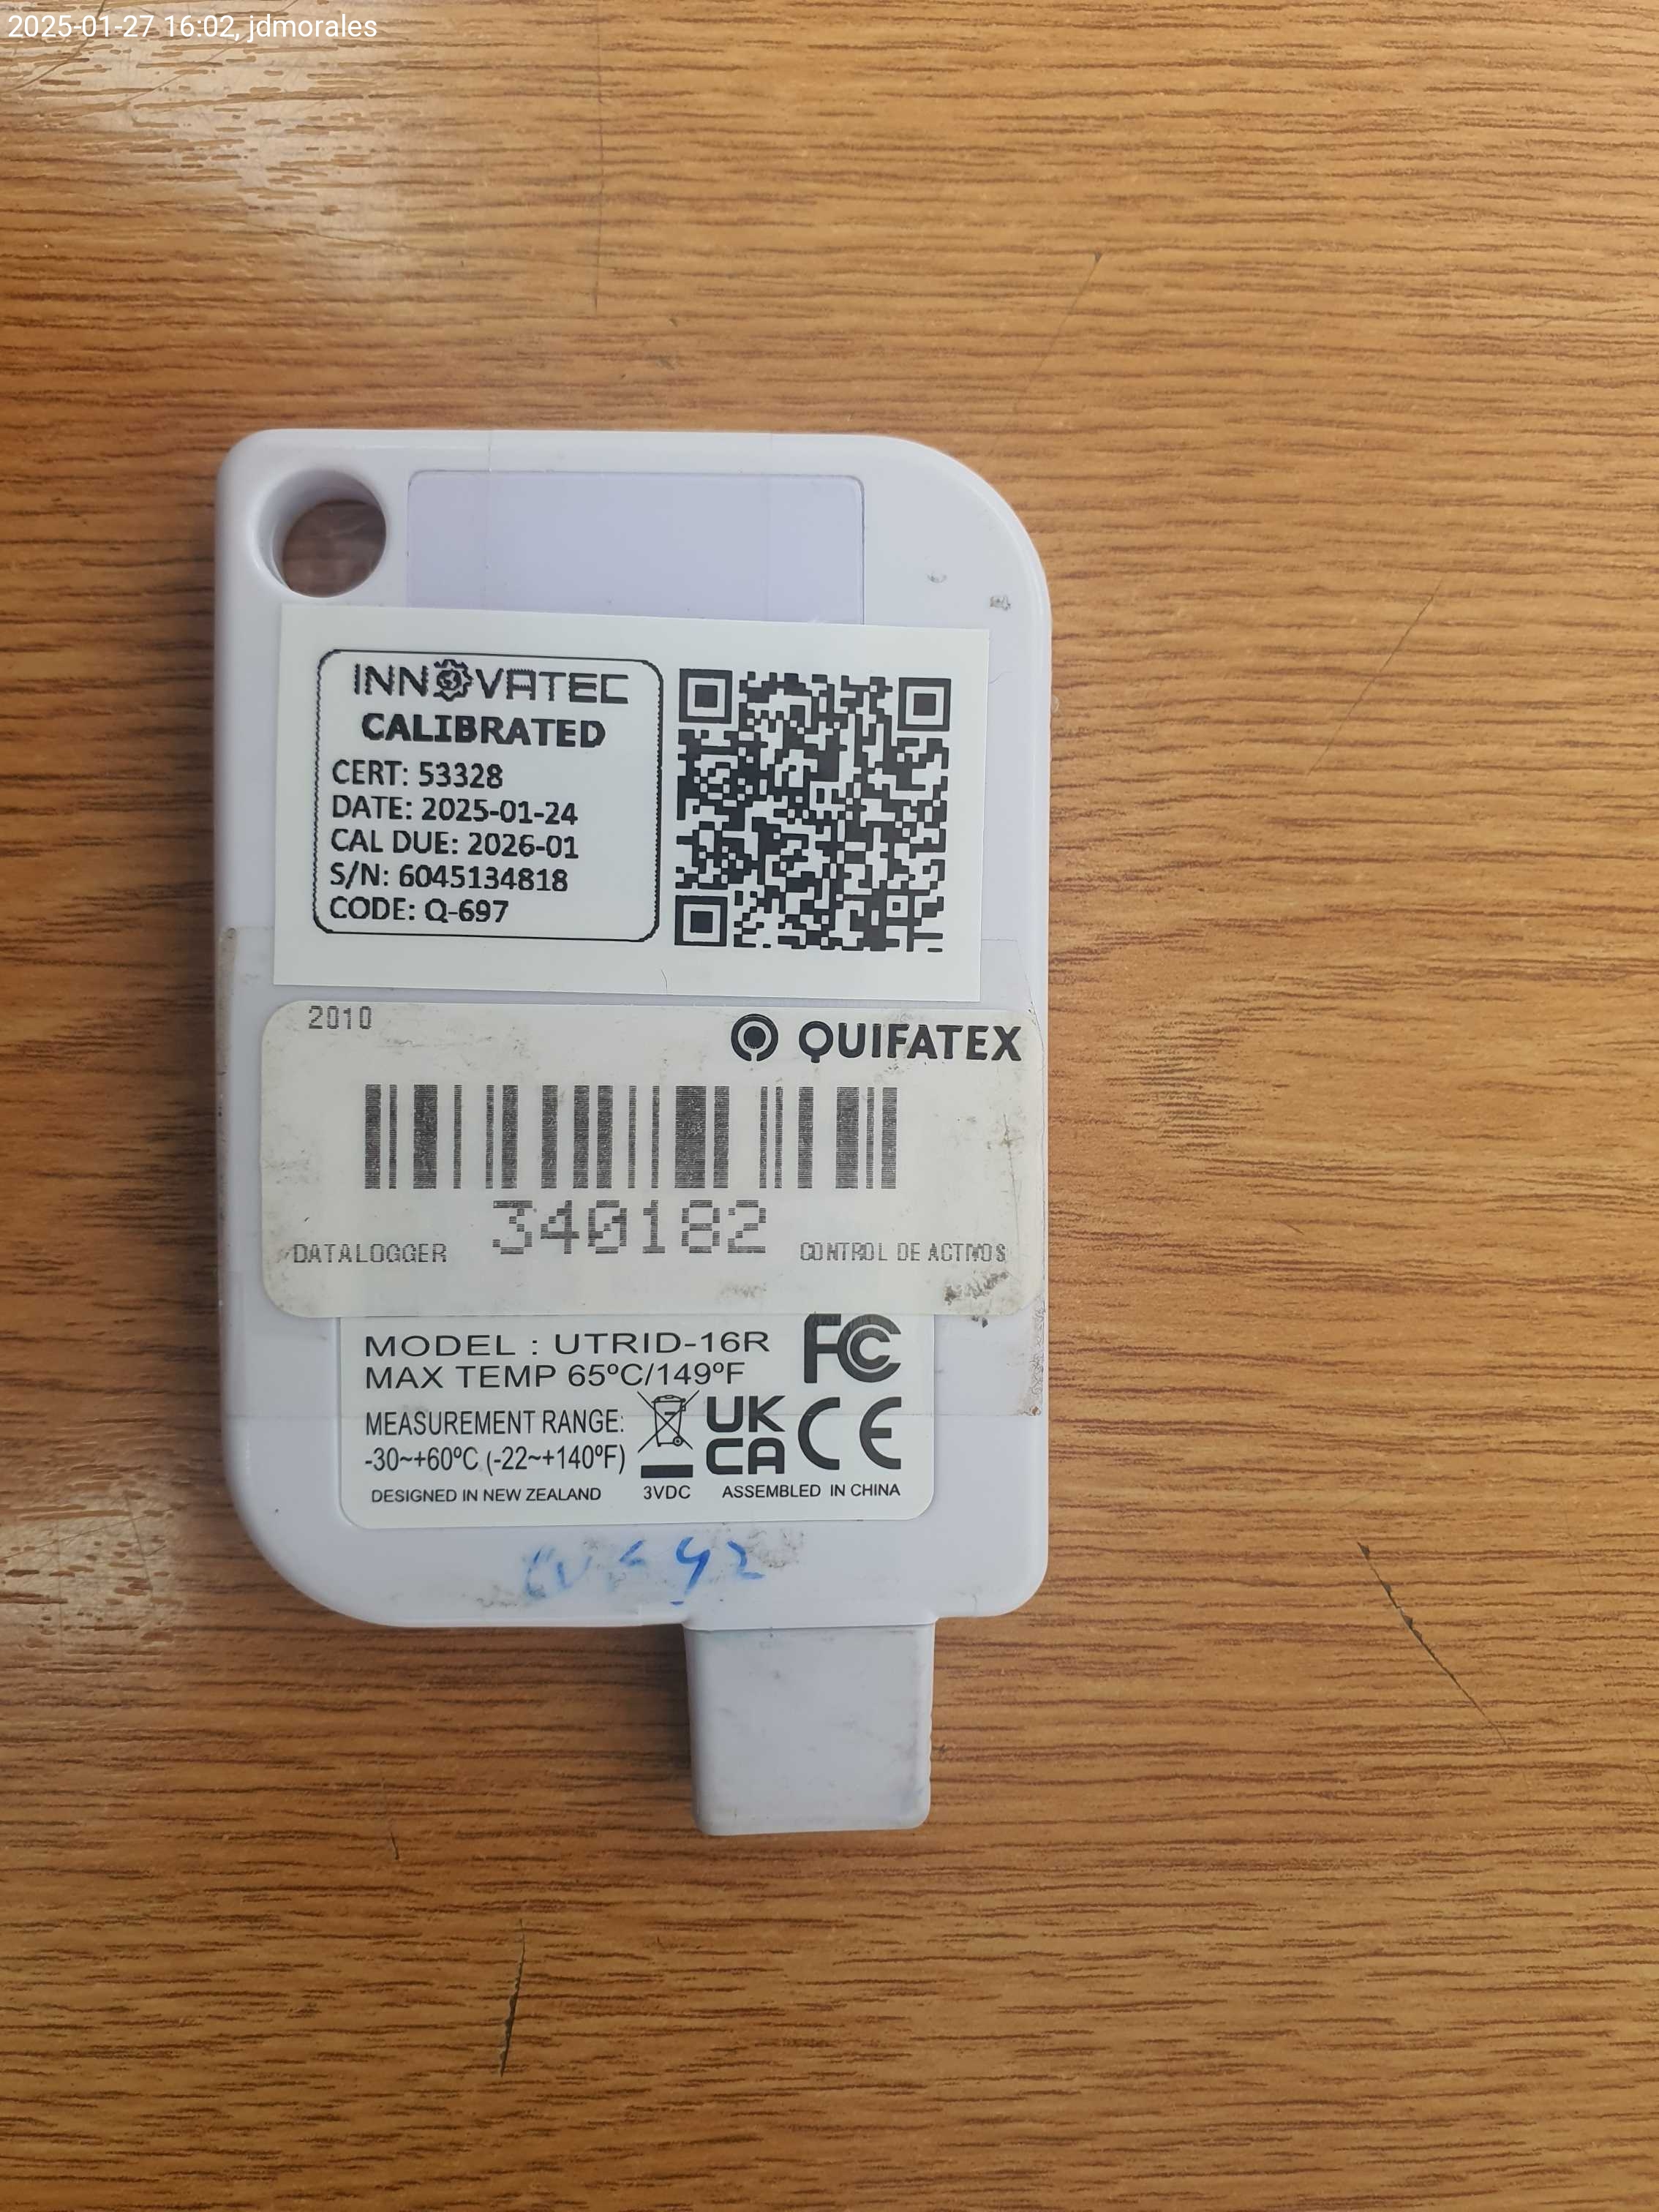 2025-01-27 16:02, jdmorales
INNOVATEC
CALIBRATED
CERT: 53328
DATE: 2025-01-24
CAL DUE: 2026-01
S/N: 6045134818
CODE: Q-697
2010
QUIFATEX
340182
DATALOGGER
CONTROL DE ACTIVOS
MODEL : UTRID-16R
FC
MAX TEMP 65ºC/149ºF
MEASUREMENT RANGE:
-30~+60ºC (-22~+140ºF)
UK
CA
CE
DESIGNED IN NEW ZEALAND
3VDC
ASSEMBLED IN CHINA